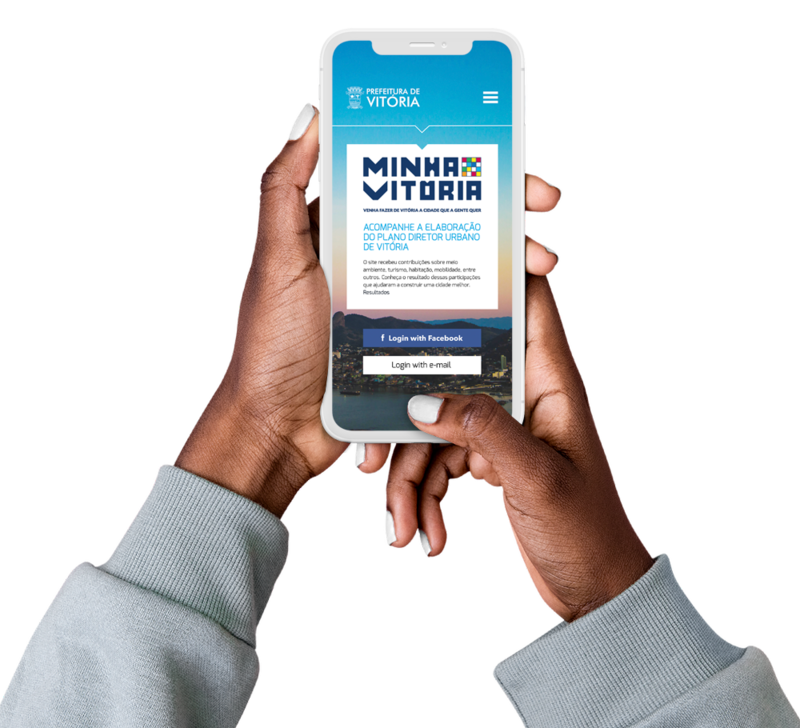 PREFEITURA DE
VITÓRIA
MINHA
VITÓRIA
VENHA FAZER DE VITÓRIA A CIDADE QUE A GENTE QUER
ACOMPANHE A ELABORAÇÃO
DO PLANO DIRETOR URBANO
DE VITÓRIA
O site recebeu contribuições sobre meio
ambiente, turismo, habitação, mobilidade, entre
outros. Conheça o resultado dessas participações
que ajudaram a construir uma cidade melhor.
Resultados
f Login with Facebook
Login with e-mail